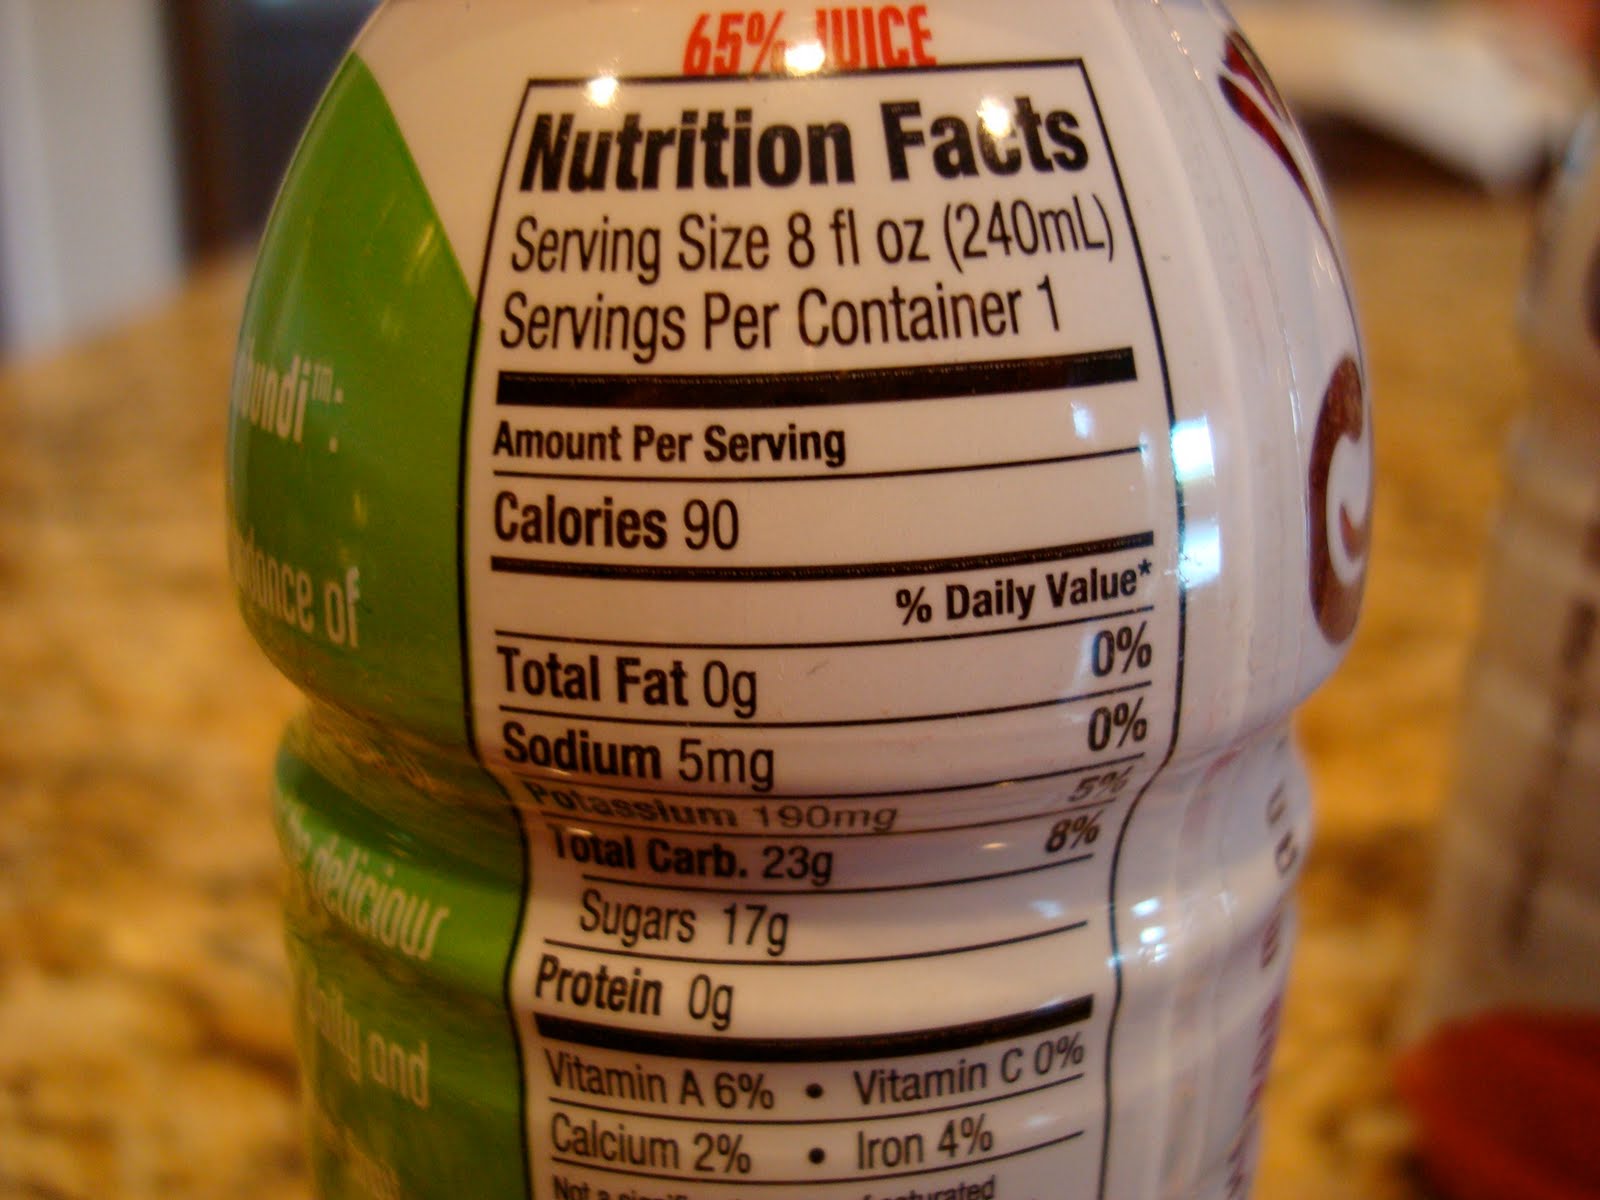 65% JUICE
Nutrition Facts
Serving Size 8 fl oz (240mL)
Servings Per Container 1
Amount Per Serving
Calories 90
% Daily Value*
Total Fat 0g 0%
Sodium 5mg 0%
Potassium 190mg 5%
Total Carb. 23g 8%
Sugars 17g
Protein 0g
Vitamin A 6% • Vitamin C 0%
Calcium 2% • Iron 4%
Not a saturated
of
delicious
and